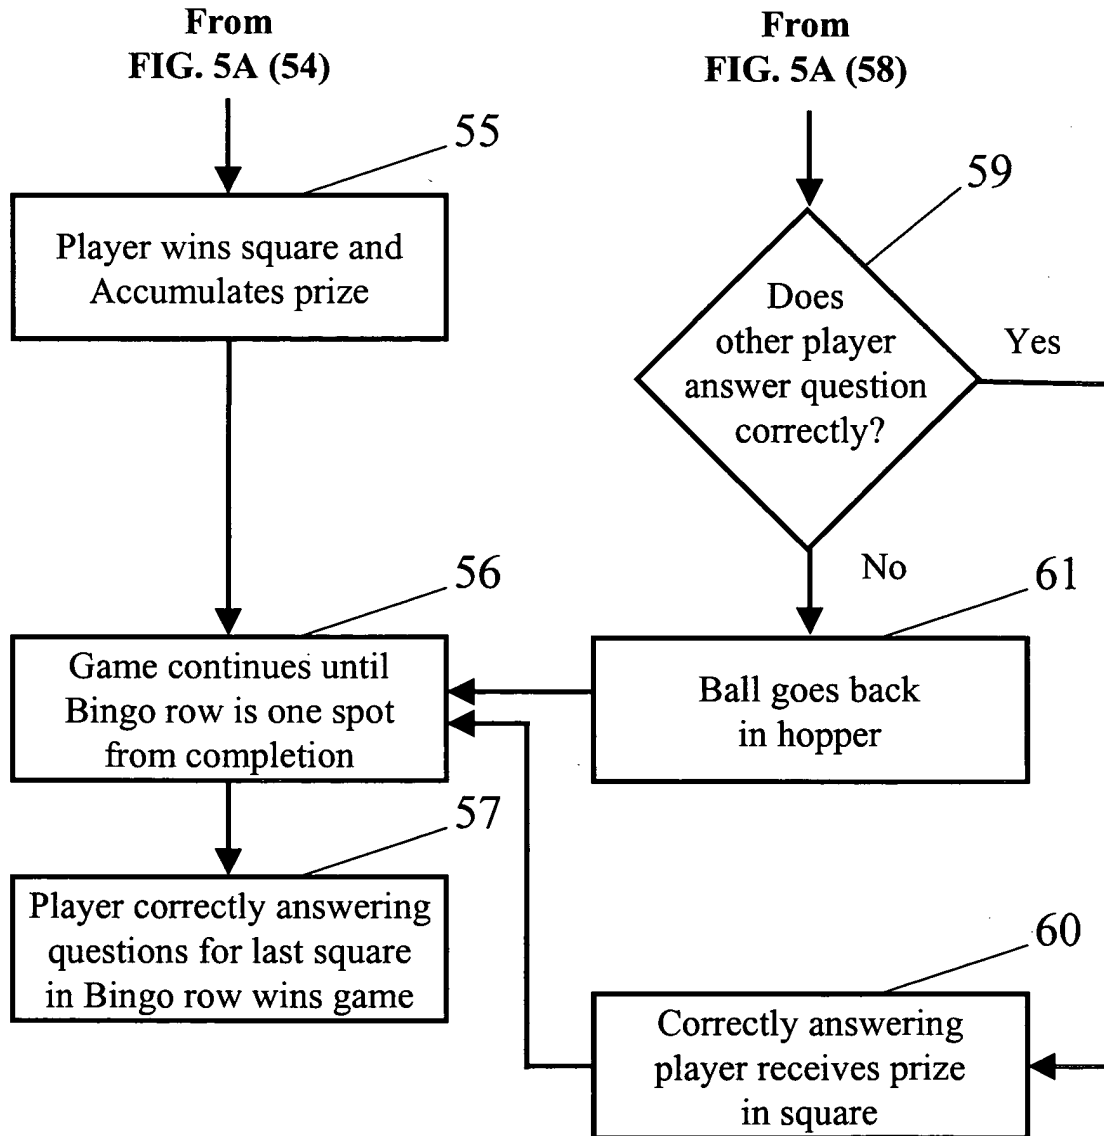 From
FIG. 5A (54)
From
FIG. 5A (58)
55
59
Player wins square and
Accumulates prize
Does
other player
answer question
correctly?
Yes
No
56
61
Game continues until
Bingo row is one spot
from completion
Ball goes back
in hopper
57
Player correctly answering
questions for last square
in Bingo row wins game
60
Correctly answering
player receives prize
in square